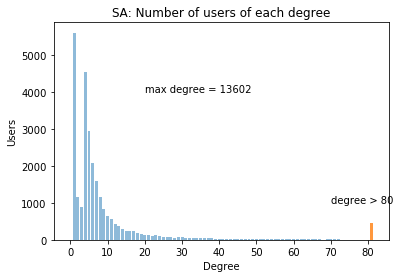 SA: Number of users of each degree
5000
4000
3000
2000
1000
0
Users
max degree = 13602
degree > 80
0 10 20 30 40 50 60 70 80
Degree